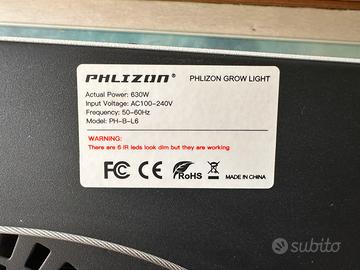 PHLIZON® PHLIZON GROW LIGHT
Actual Power: 630W
Input Voltage: AC100-240V
Frequency: 50-60Hz
Model: PH-B-L6
WARNING:
There are 6 IR leds look dim but they are working
FC CE RoHS MADE IN CHINA
subito